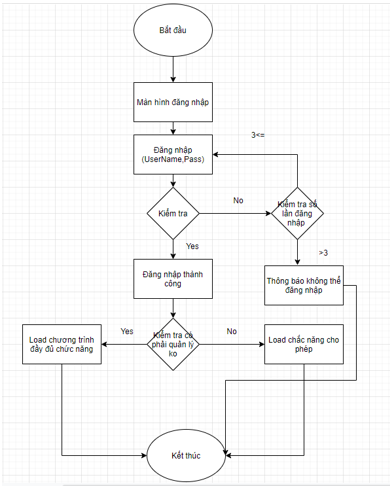 Bắt đầu
Màn hình đăng nhập
3<=
Đăng nhập
(UserName,Pass)
No
Kiểm tra
Kiểm tra số
lần đăng
nhập
Yes
>3
Đăng nhập thành
công
Thông báo không thể
đăng nhập
Yes
Kiểm tra có
phải quản lý
ko
No
Load chương trình
đầy đủ chức năng
Load chắc năng cho
phép
Kết thúc